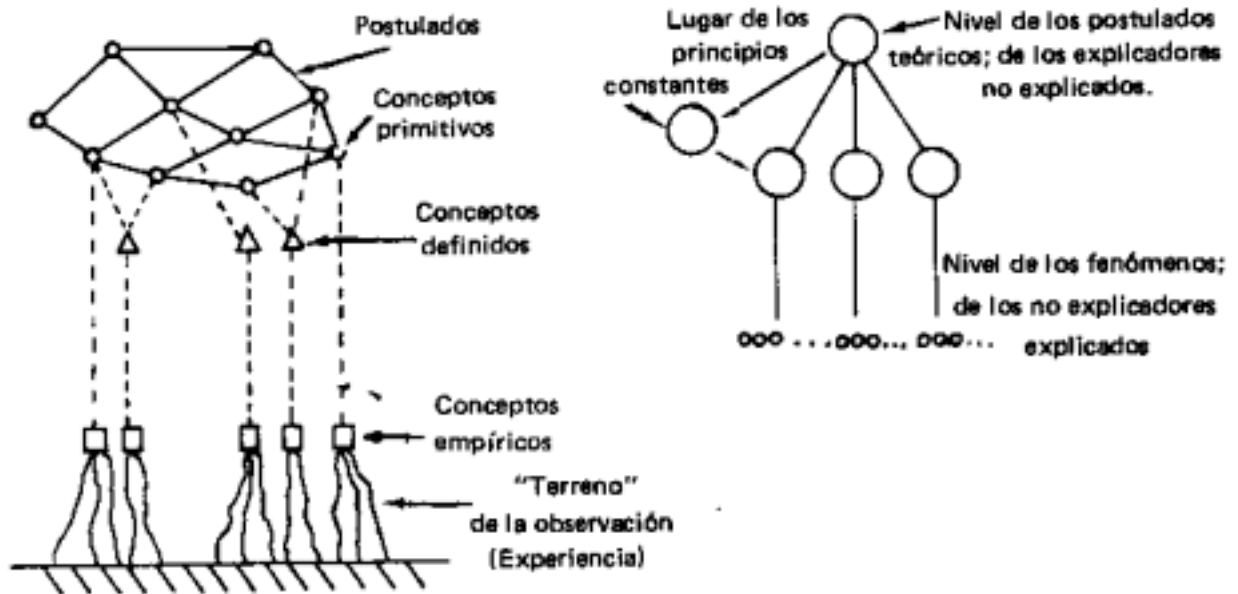 Postulados
Conceptos
primitivos
Conceptos
definidos
Conceptos
empíricos
"Terreno"
de la observación
(Experiencia)
Lugar de los
principios
constantes
Nivel de los postulados
teóricos; de los explicadores
no explicados.
Nivel de los fenómenos;
de los no explicadores
explicados